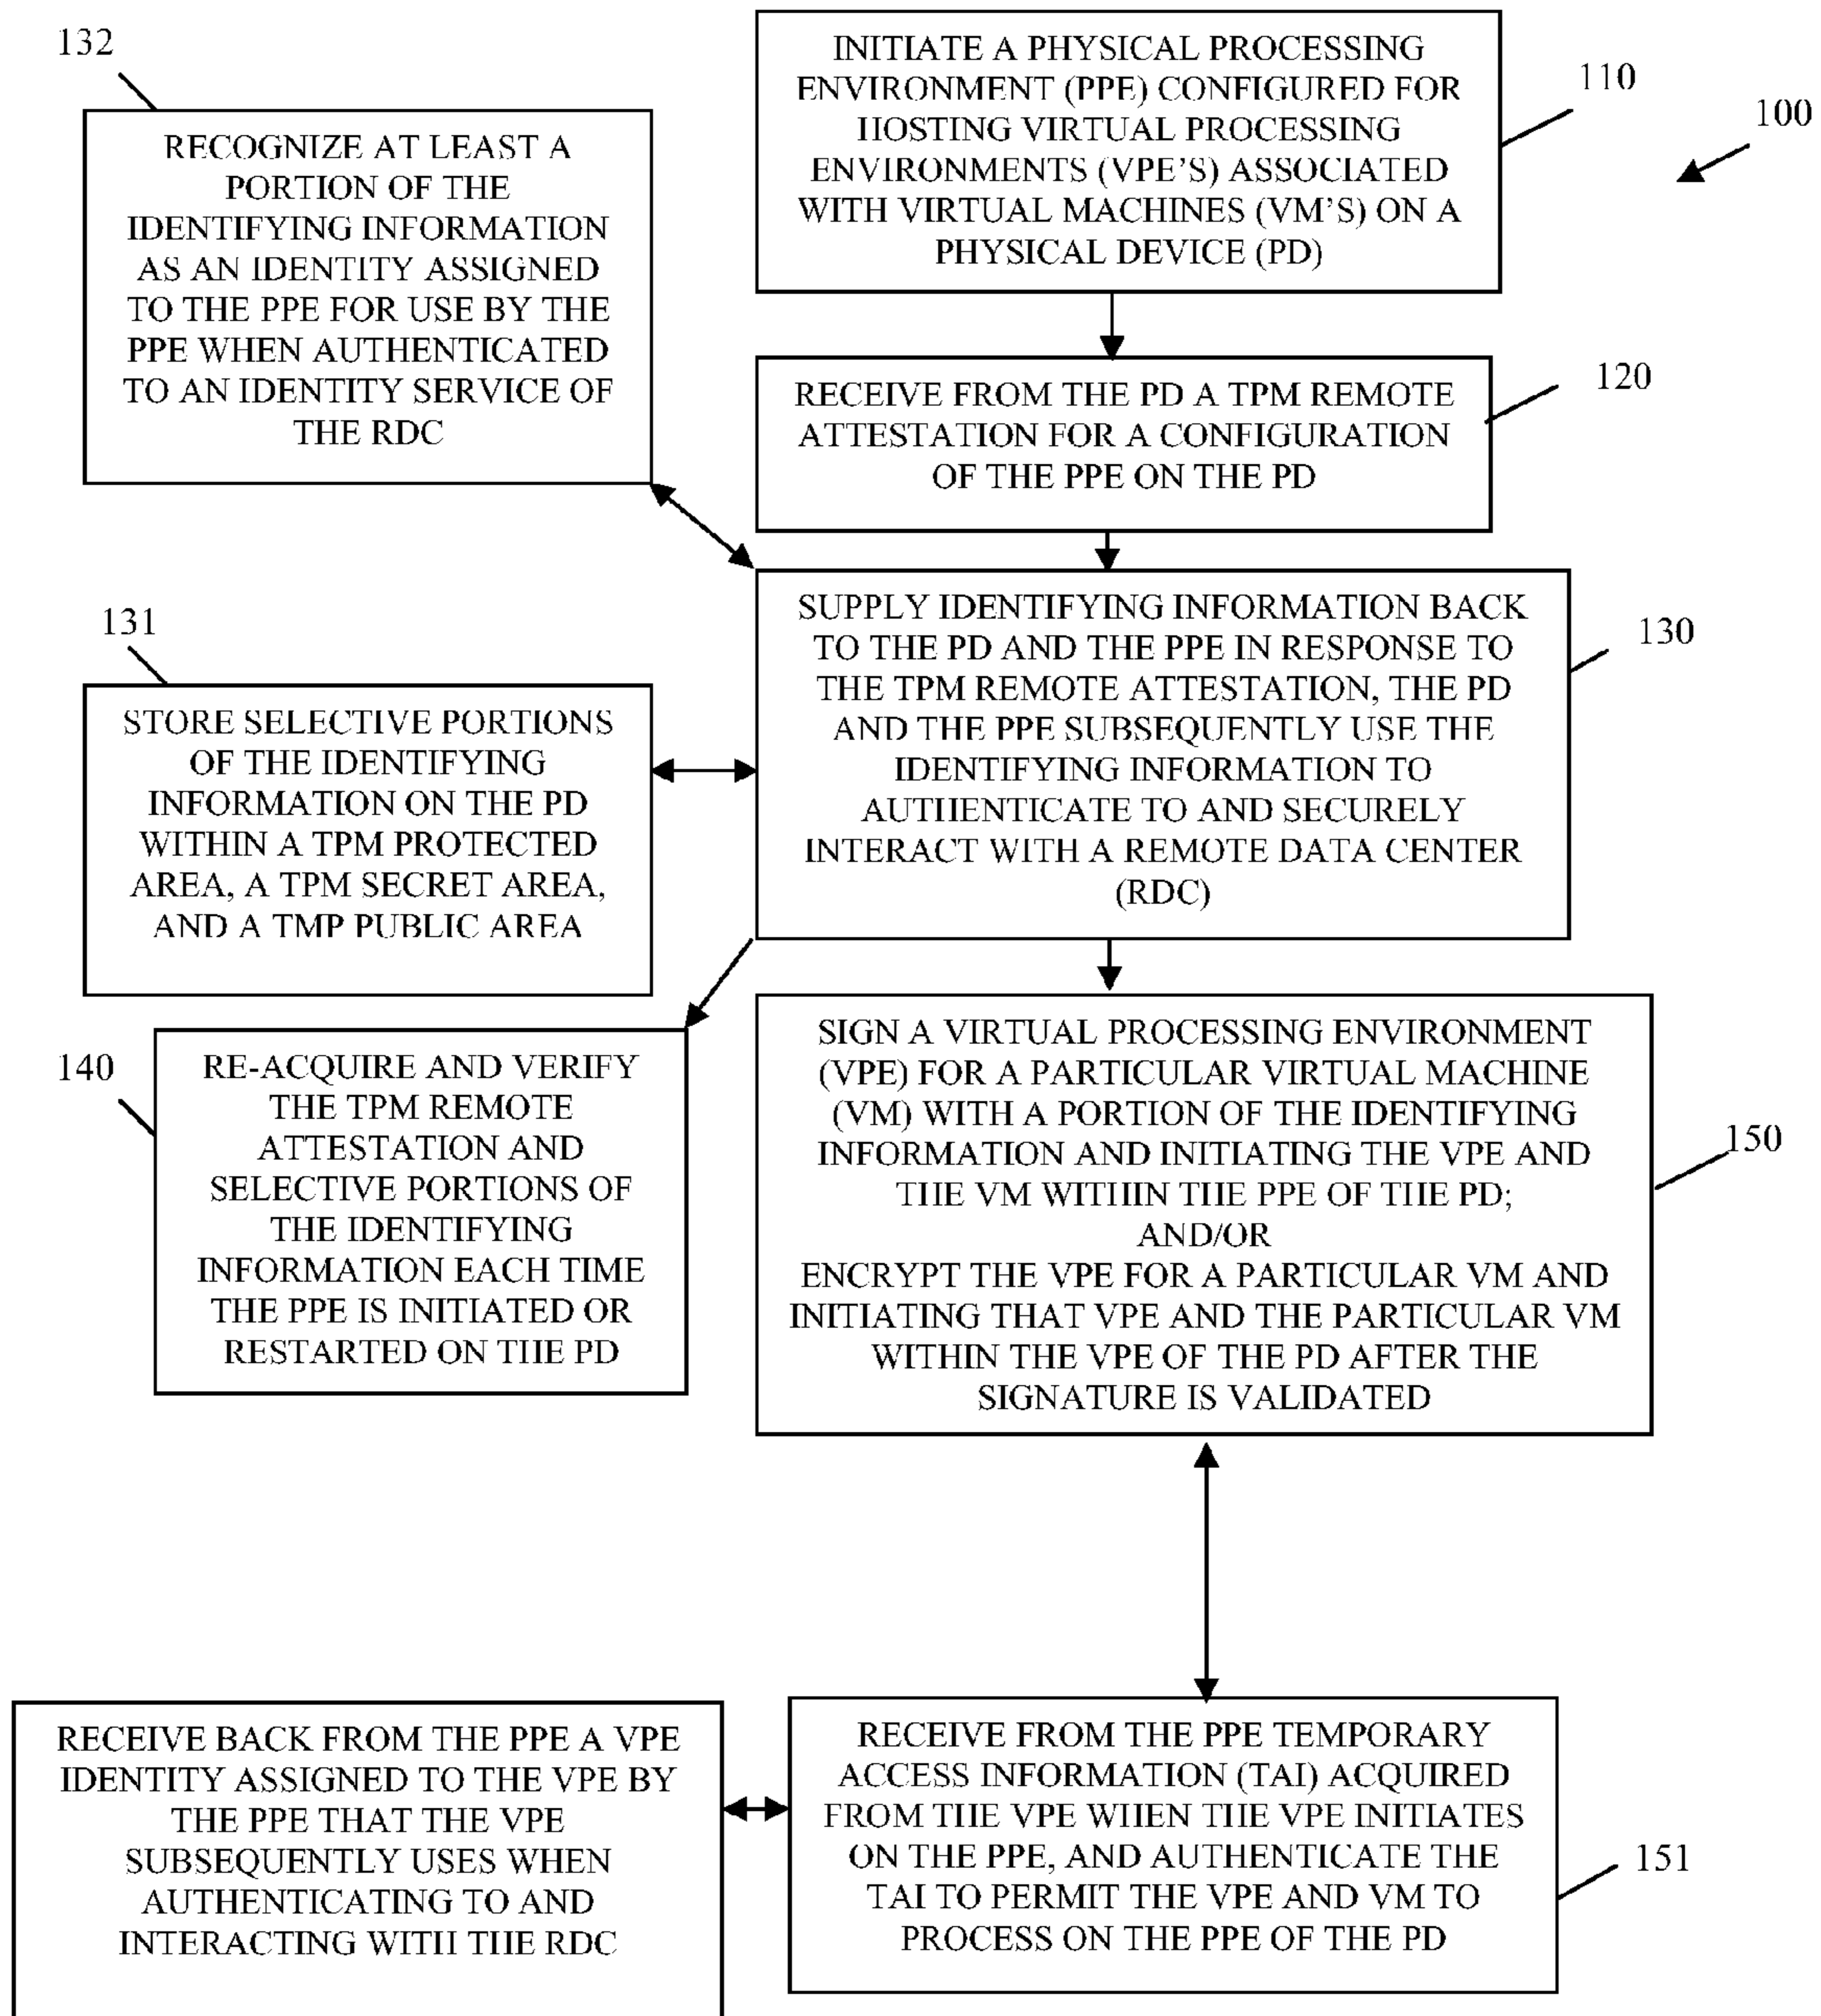 132
RECOGNIZE AT LEAST A
PORTION OF THE
IDENTIFYING INFORMATION
AS AN IDENTITY ASSIGNED
TO THE PPE FOR USE BY THE
PPE WHEN AUTHENTICATED
TO AN IDENTITY SERVICE OF
THE RDC
INITIATE A PHYSICAL PROCESSING
ENVIRONMENT (PPE) CONFIGURED FOR
HOSTING VIRTUAL PROCESSING
ENVIRONMENTS (VPE'S) ASSOCIATED
WITH VIRTUAL MACHINES (VM'S) ON A
PHYSICAL DEVICE (PD)
110
100
RECEIVE FROM THE PD A TPM REMOTE
ATTESTATION FOR A CONFIGURATION
OF THE PPE ON THE PD
120
131
STORE SELECTIVE PORTIONS
OF THE IDENTIFYING
INFORMATION ON THE PD
WITHIN A TPM PROTECTED
AREA, A TPM SECRET AREA,
AND A TMP PUBLIC AREA
SUPPLY IDENTIFYING INFORMATION BACK
TO THE PD AND THE PPE IN RESPONSE TO
THE TPM REMOTE ATTESTATION, THE PD
AND THE PPE SUBSEQUENTLY USE THE
IDENTIFYING INFORMATION TO
AUTHENTICATE TO AND SECURELY
INTERACT WITH A REMOTE DATA CENTER
(RDC)
130
140
RE-ACQUIRE AND VERIFY
THE TPM REMOTE
ATTESTATION AND
SELECTIVE PORTIONS OF
THE IDENTIFYING
INFORMATION EACH TIME
THE PPE IS INITIATED OR
RESTARTED ON THE PD
SIGN A VIRTUAL PROCESSING ENVIRONMENT
(VPE) FOR A PARTICULAR VIRTUAL MACHINE
(VM) WITH A PORTION OF THE IDENTIFYING
INFORMATION AND INITIATING THE VPE AND
THE VM WITHIN THE PPE OF THE PD;
AND/OR
ENCRYPT THE VPE FOR A PARTICULAR VM AND
INITIATING THAT VPE AND THE PARTICULAR VM
WITHIN THE VPE OF THE PD AFTER THE
SIGNATURE IS VALIDATED
150
RECEIVE BACK FROM THE PPE A VPE
IDENTITY ASSIGNED TO THE VPE BY
THE PPE THAT THE VPE
SUBSEQUENTLY USES WHEN
AUTHENTICATING TO AND
INTERACTING WITH THE RDC
RECEIVE FROM THE PPE TEMPORARY
ACCESS INFORMATION (TAI) ACQUIRED
FROM THE VPE WHEN THE VPE INITIATES
ON THE PPE, AND AUTHENTICATE THE
TAI TO PERMIT THE VPE AND VM TO
PROCESS ON THE PPE OF THE PD
151